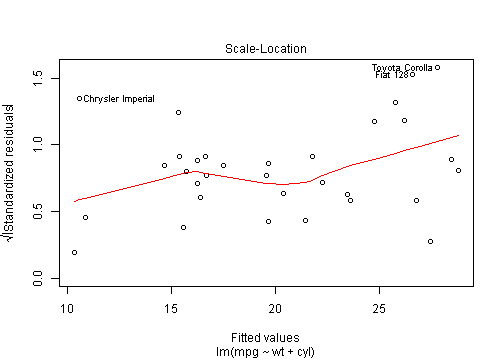 Scale-Location
√|Standardized residuals|
1.5
1.0
0.5
0.0
Toyota Corolla
Fiat 128
Chrysler Imperial
10 15 20 25
Fitted values
lm(mpg ~ wt + cyl)